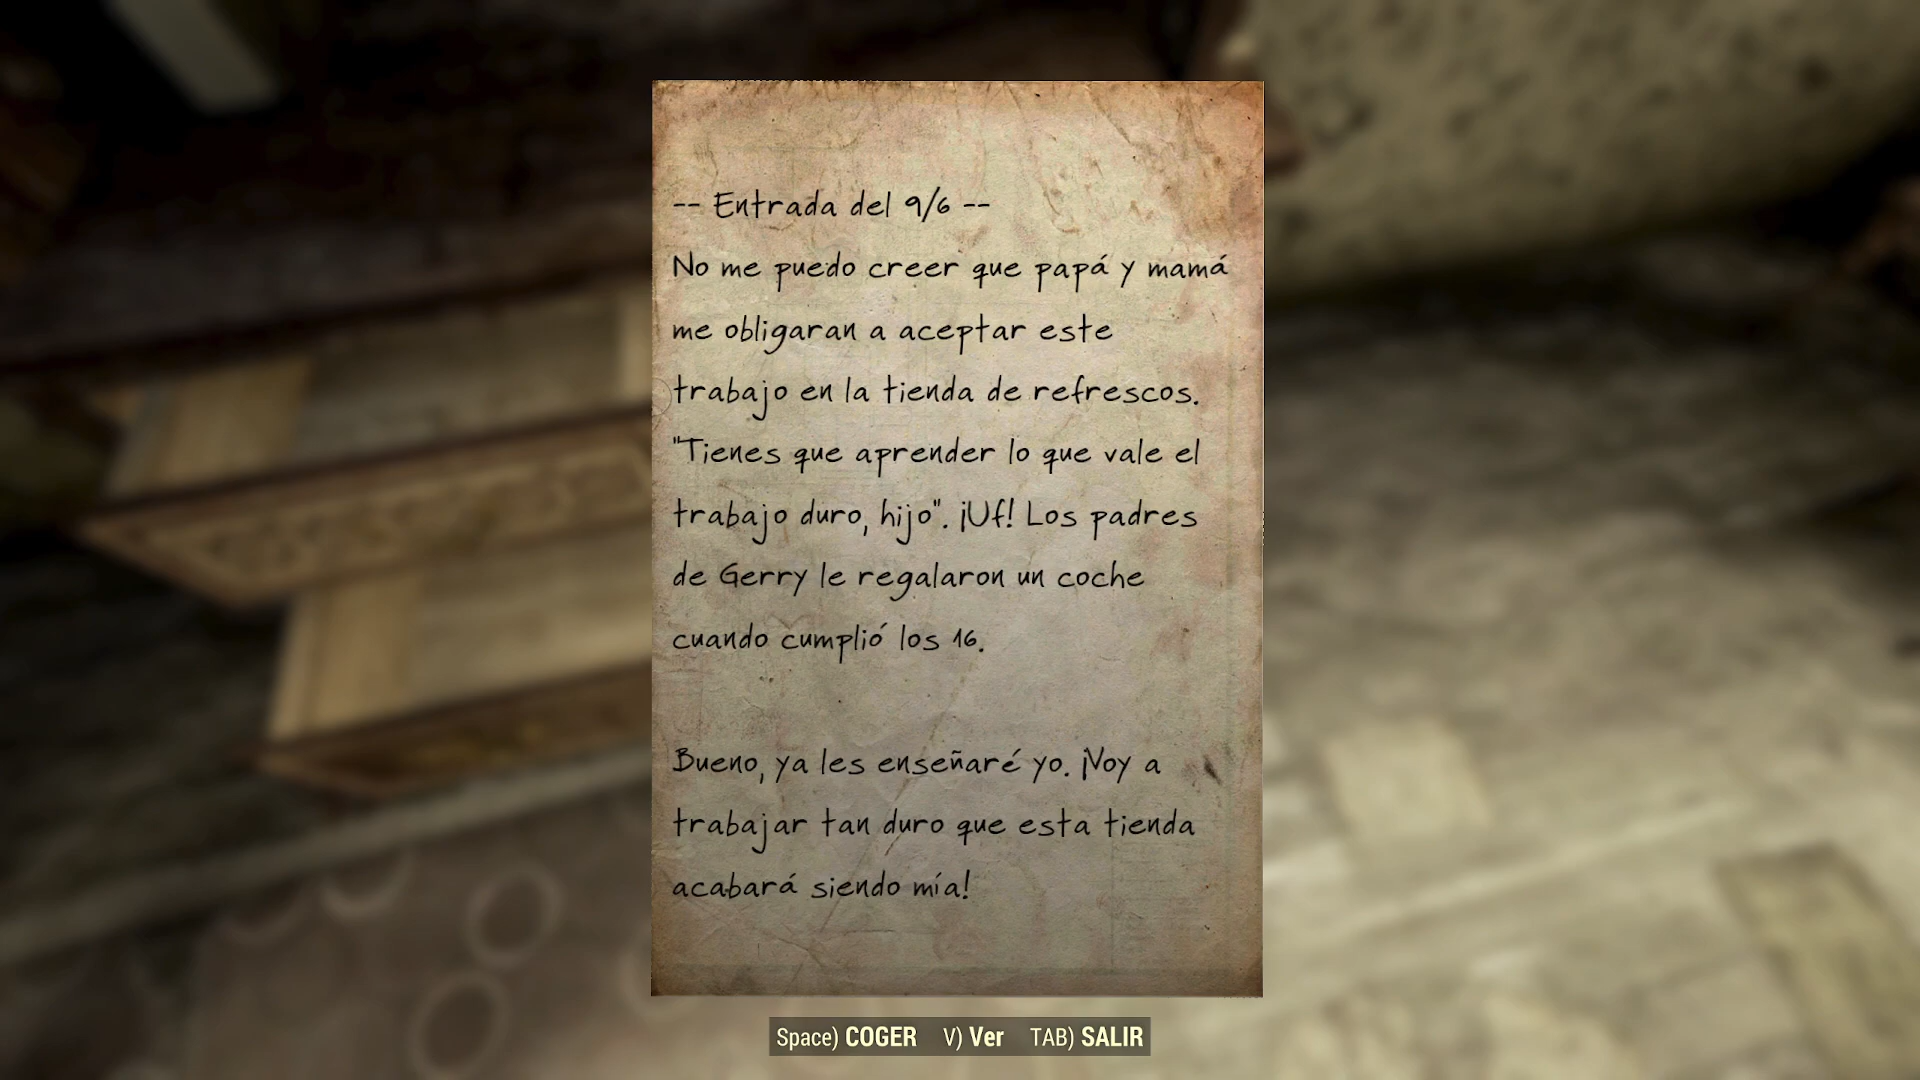 -- Entrada del 9/6 --
No me puedo creer que papá y mamá
me obligaran a aceptar este
trabajo en la tienda de refrescos.
"Tienes que aprender lo que vale el
trabajo duro, hijo". ¡Uf! Los padres
de Gerry le regalaron un coche
cuando cumplió los 16.
Bueno, ya les enseñaré yo. ¡Voy a
trabajar tan duro que esta tienda
acabará siendo mía!
Space) COGER V) Ver TAB) SALIR